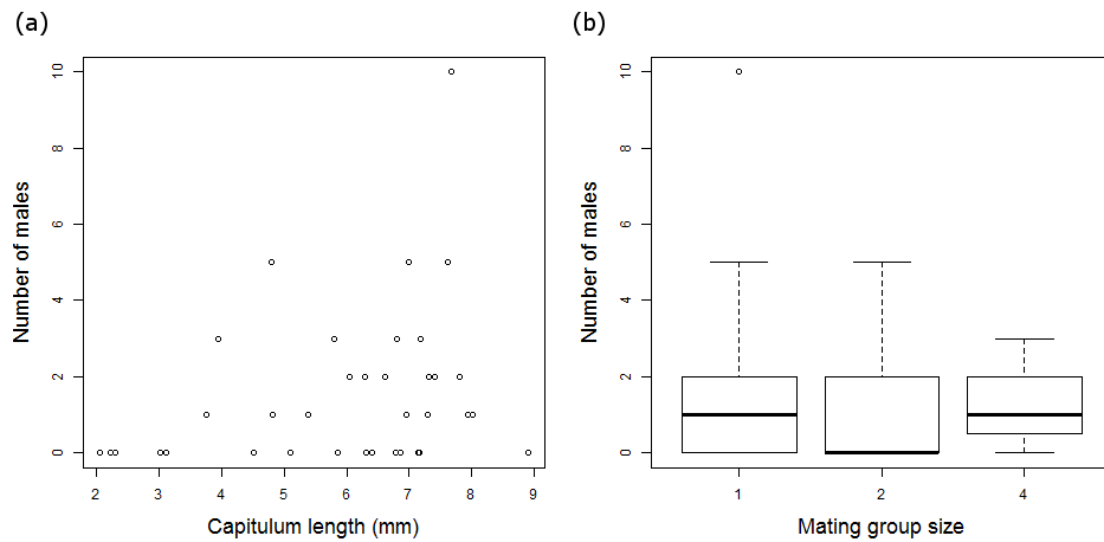 (a)
Number of males
10
8
6
4
2
0
2 3 4 5 6 7 8 9
Capitulum length (mm)
(b)
Number of males
10
8
6
4
2
0
1 2 4
Mating group size